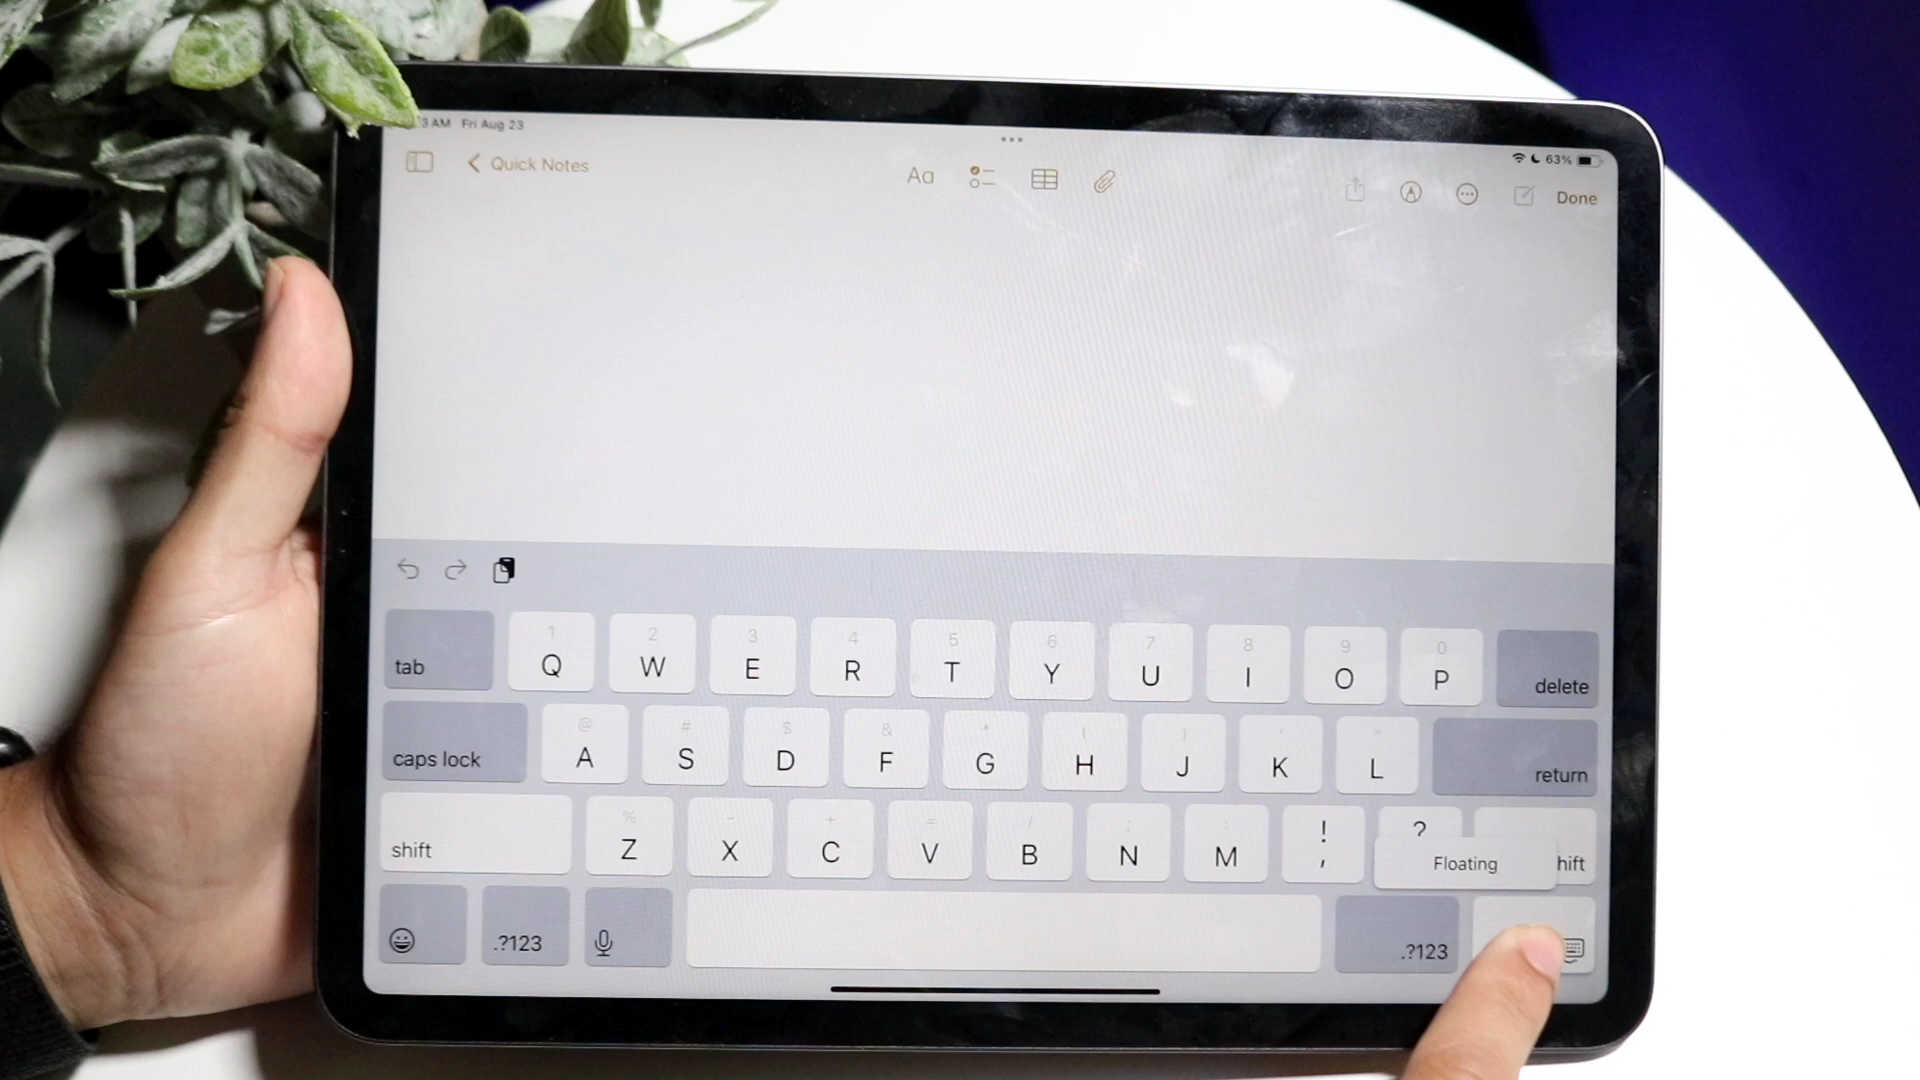 3 AM Fri Aug 23
63%
Quick Notes
Aa
Done
1 2 3 4 5 6 7 8 9 0
tab Q W E R T Y U I O P delete
@ # $ & * ( ) ' "
caps lock A S D F G H J K L return
% - + = / ; : ! ?
shift Z X C V B N M , Floating hift
.?123 .?123